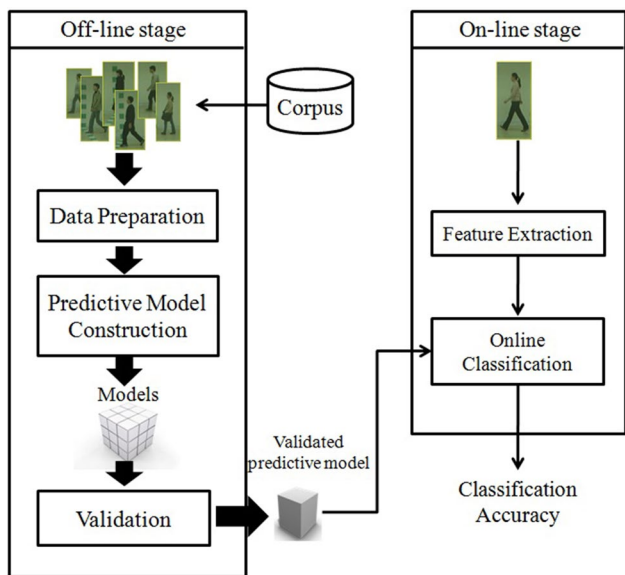 Off-line stage
Corpus
Data Preparation
Predictive Model
Construction
Models
Validation
Validated
predictive model
On-line stage
Feature Extraction
Online
Classification
Classification
Accuracy